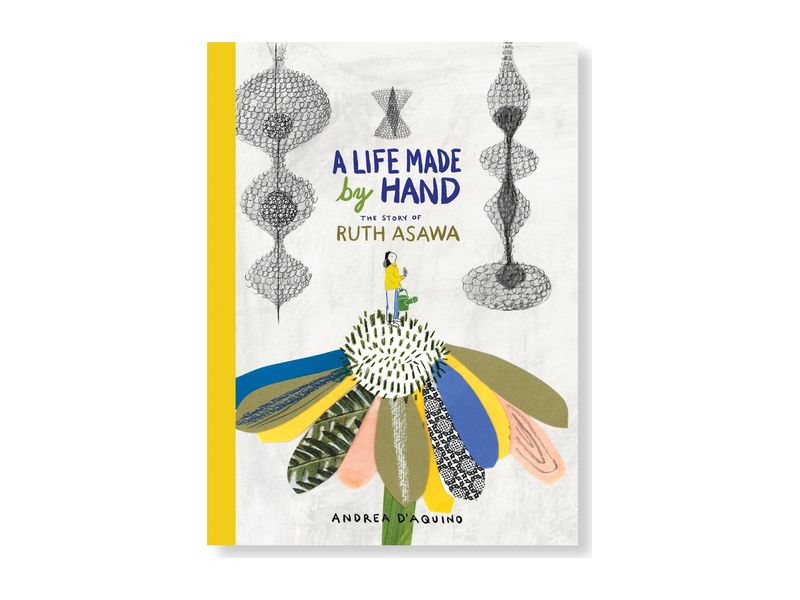 A LIFE MADE
by HAND
THE STORY OF
RUTH ASAWA
ANDREA D'AQUINO